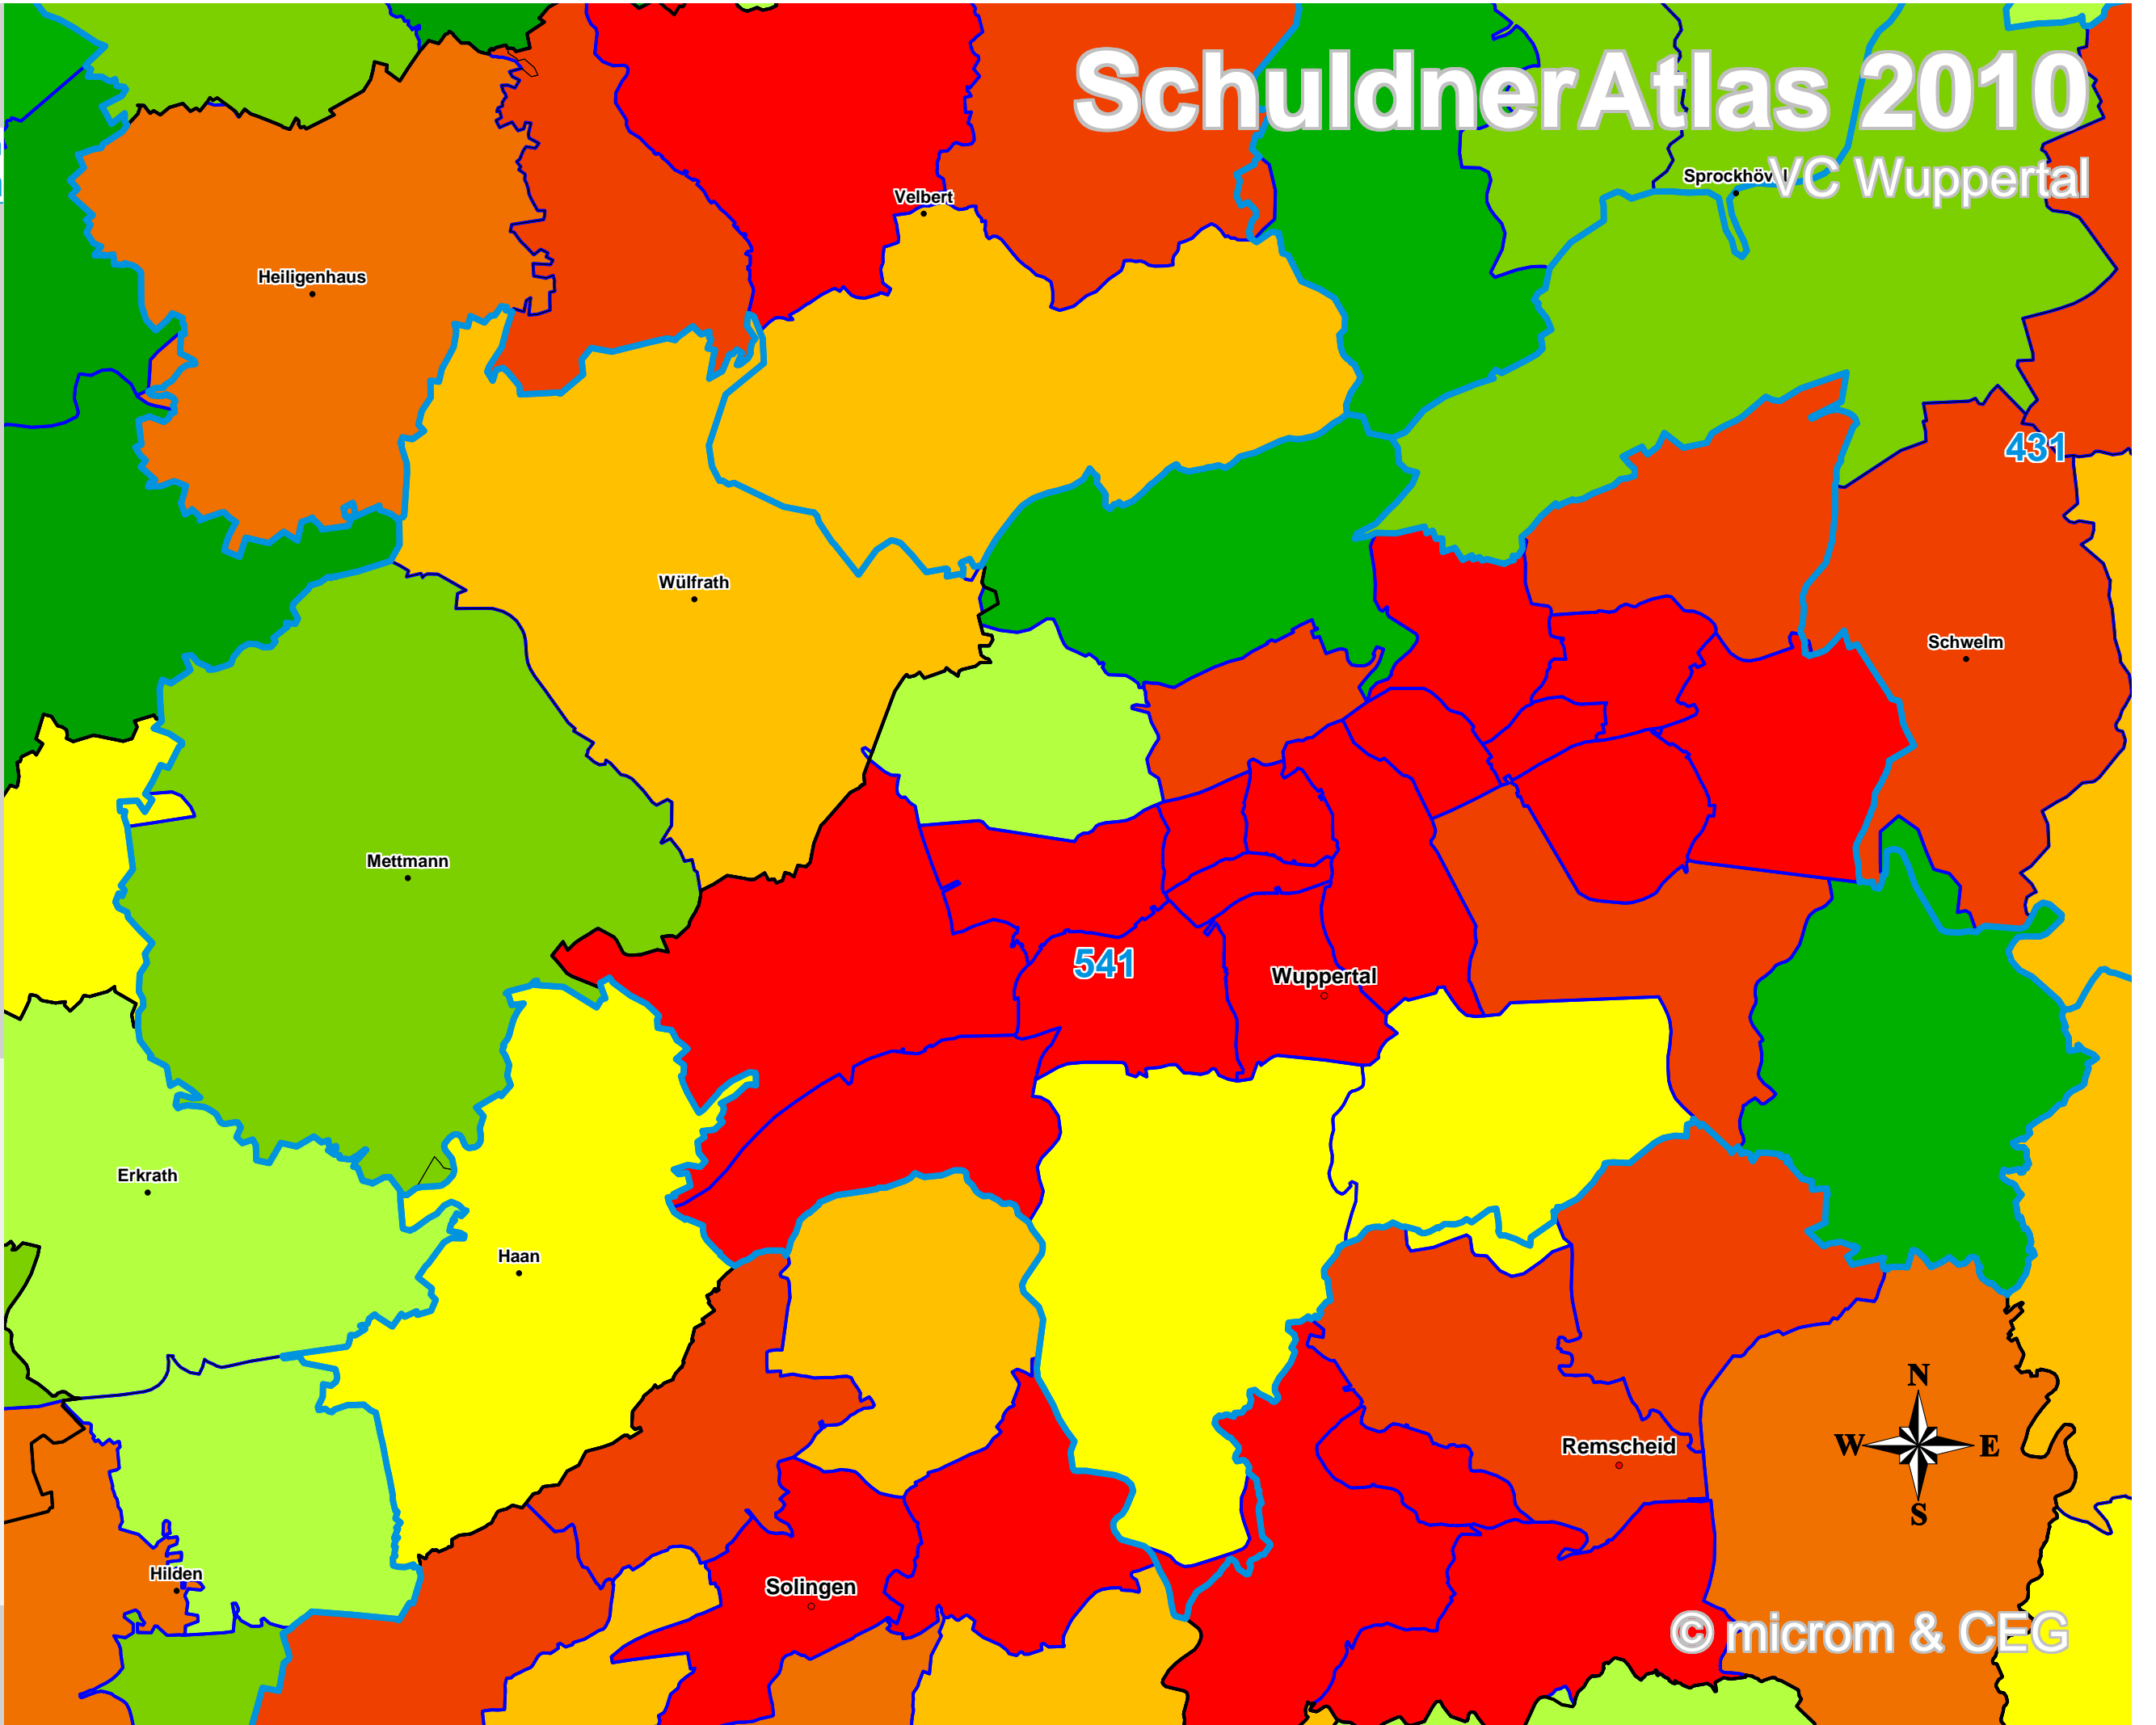 SchuldnerAtlas 2010
VC Wuppertal
Sprockhövel
Velbert
Heiligenhaus
431
Wülfrath
Schwelm
Mettmann
541
Wuppertal
Erkrath
Haan
N
W E
Remscheid
S
Hilden
Solingen
© microm & CEG